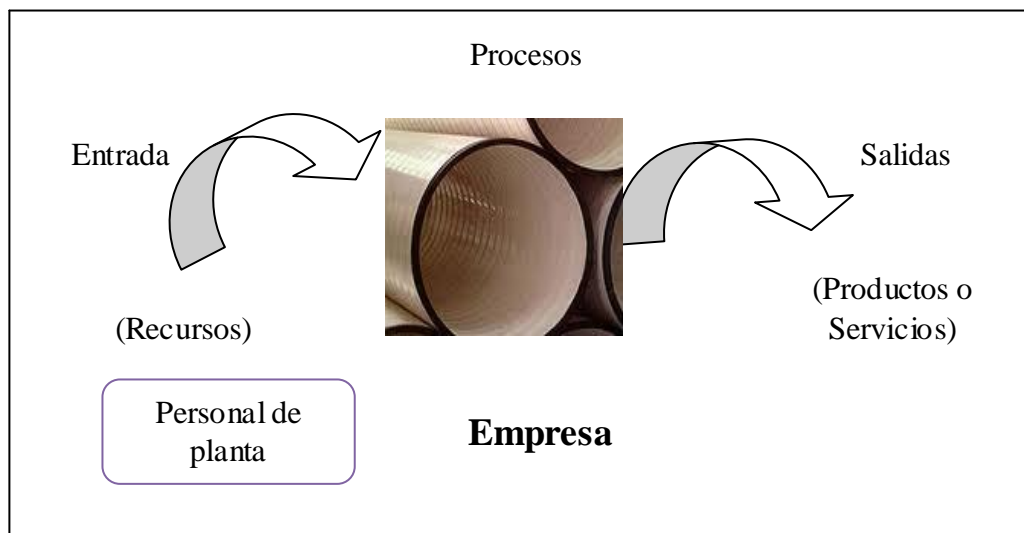 Procesos
Entrada
Salidas
(Recursos)
(Productos o
Servicios)
Personal de
planta
Empresa